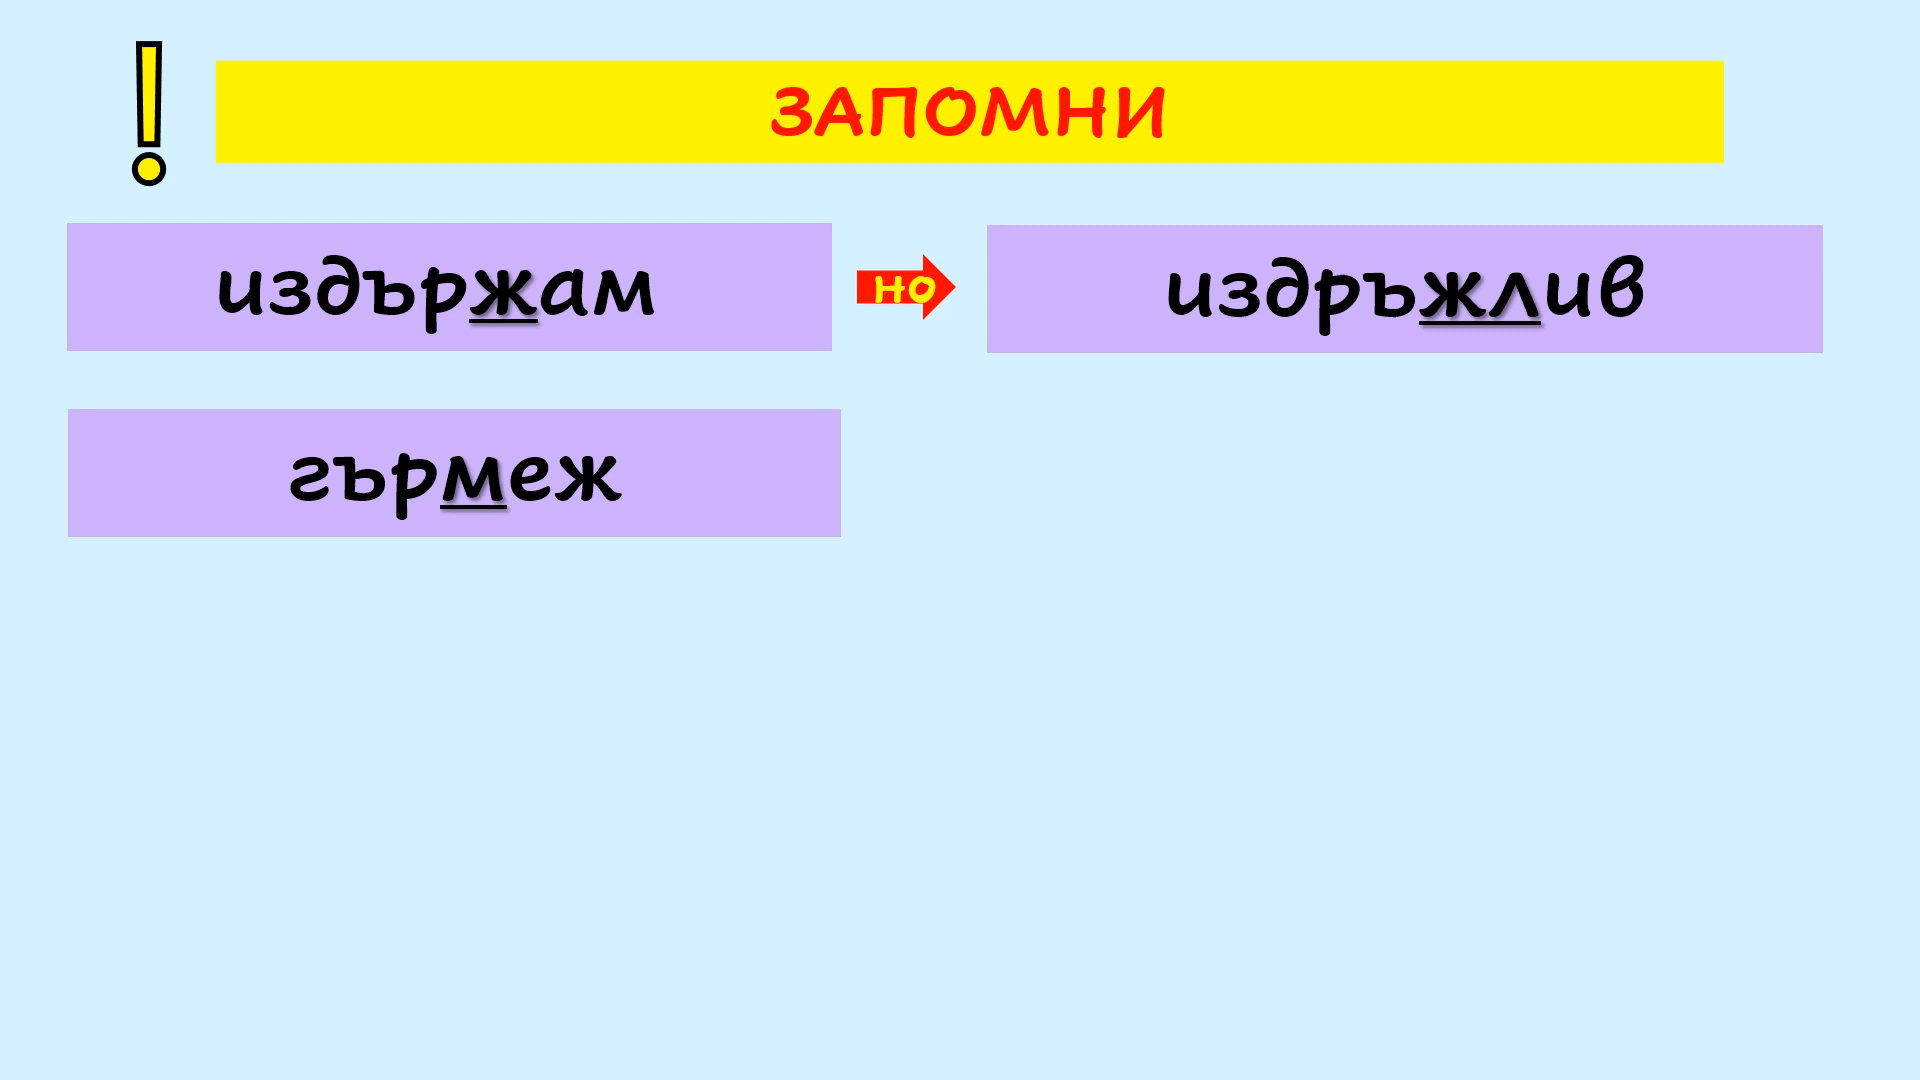 !
ЗАПОМНИ
издържам
но
издръжлив
гърмеж